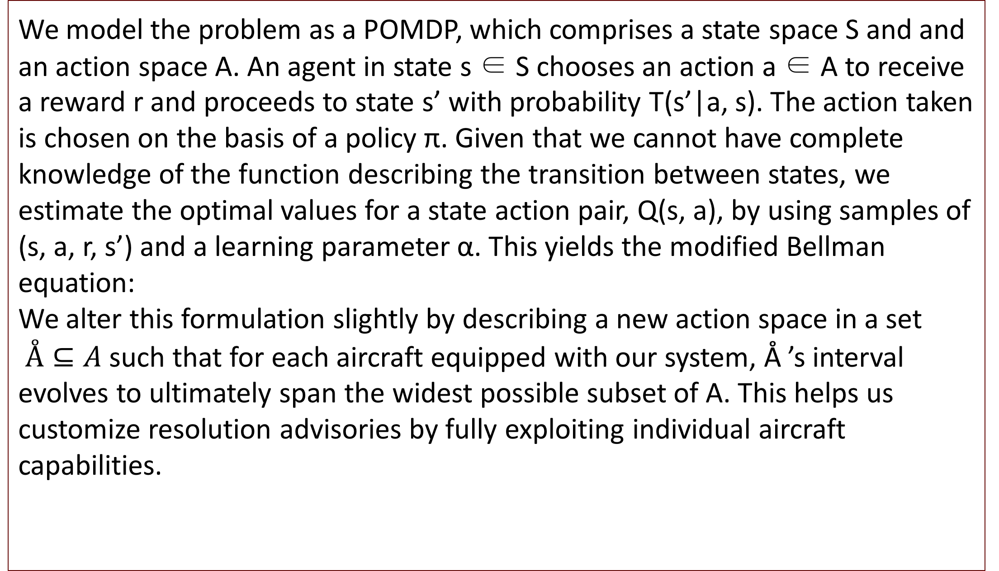 We model the problem as a POMDP, which comprises a state space S and and
an action space A. An agent in state s ∈ S chooses an action a ∈ A to receive
a reward r and proceeds to state s’ with probability T(s’|a, s). The action taken
is chosen on the basis of a policy π. Given that we cannot have complete
knowledge of the function describing the transition between states, we
estimate the optimal values for a state action pair, Q(s, a), by using samples of
(s, a, r, s’) and a learning parameter α. This yields the modified Bellman
equation:
We alter this formulation slightly by describing a new action space in a set
Å ⊆ A such that for each aircraft equipped with our system, Å ’s interval
evolves to ultimately span the widest possible subset of A. This helps us
customize resolution advisories by fully exploiting individual aircraft
capabilities.